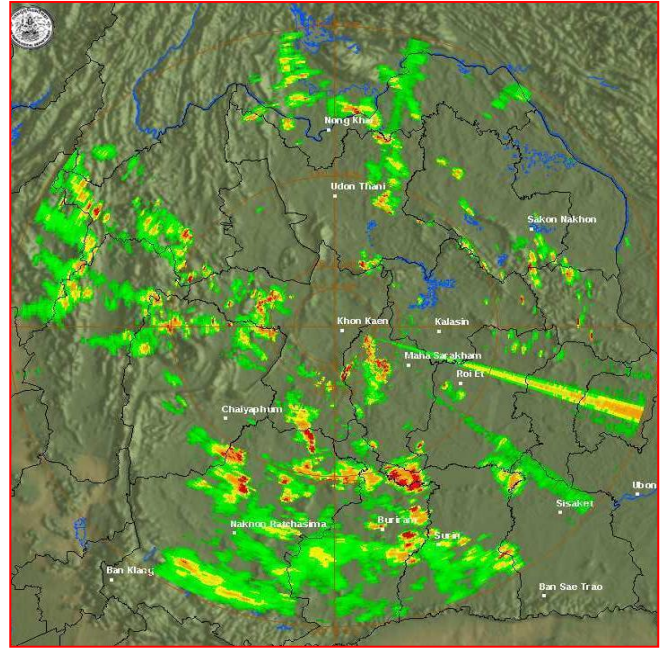 Nong Khai
Udon Thani
Sakon Nakhon
Khon Kaen
Kalasin
Maha Sarakham
Roi Et
Chaiyaphum
Ubon
Sisaket
Nakhon Ratchasima
Buriram
Surin
Ban Klang
Ban Sae Trao